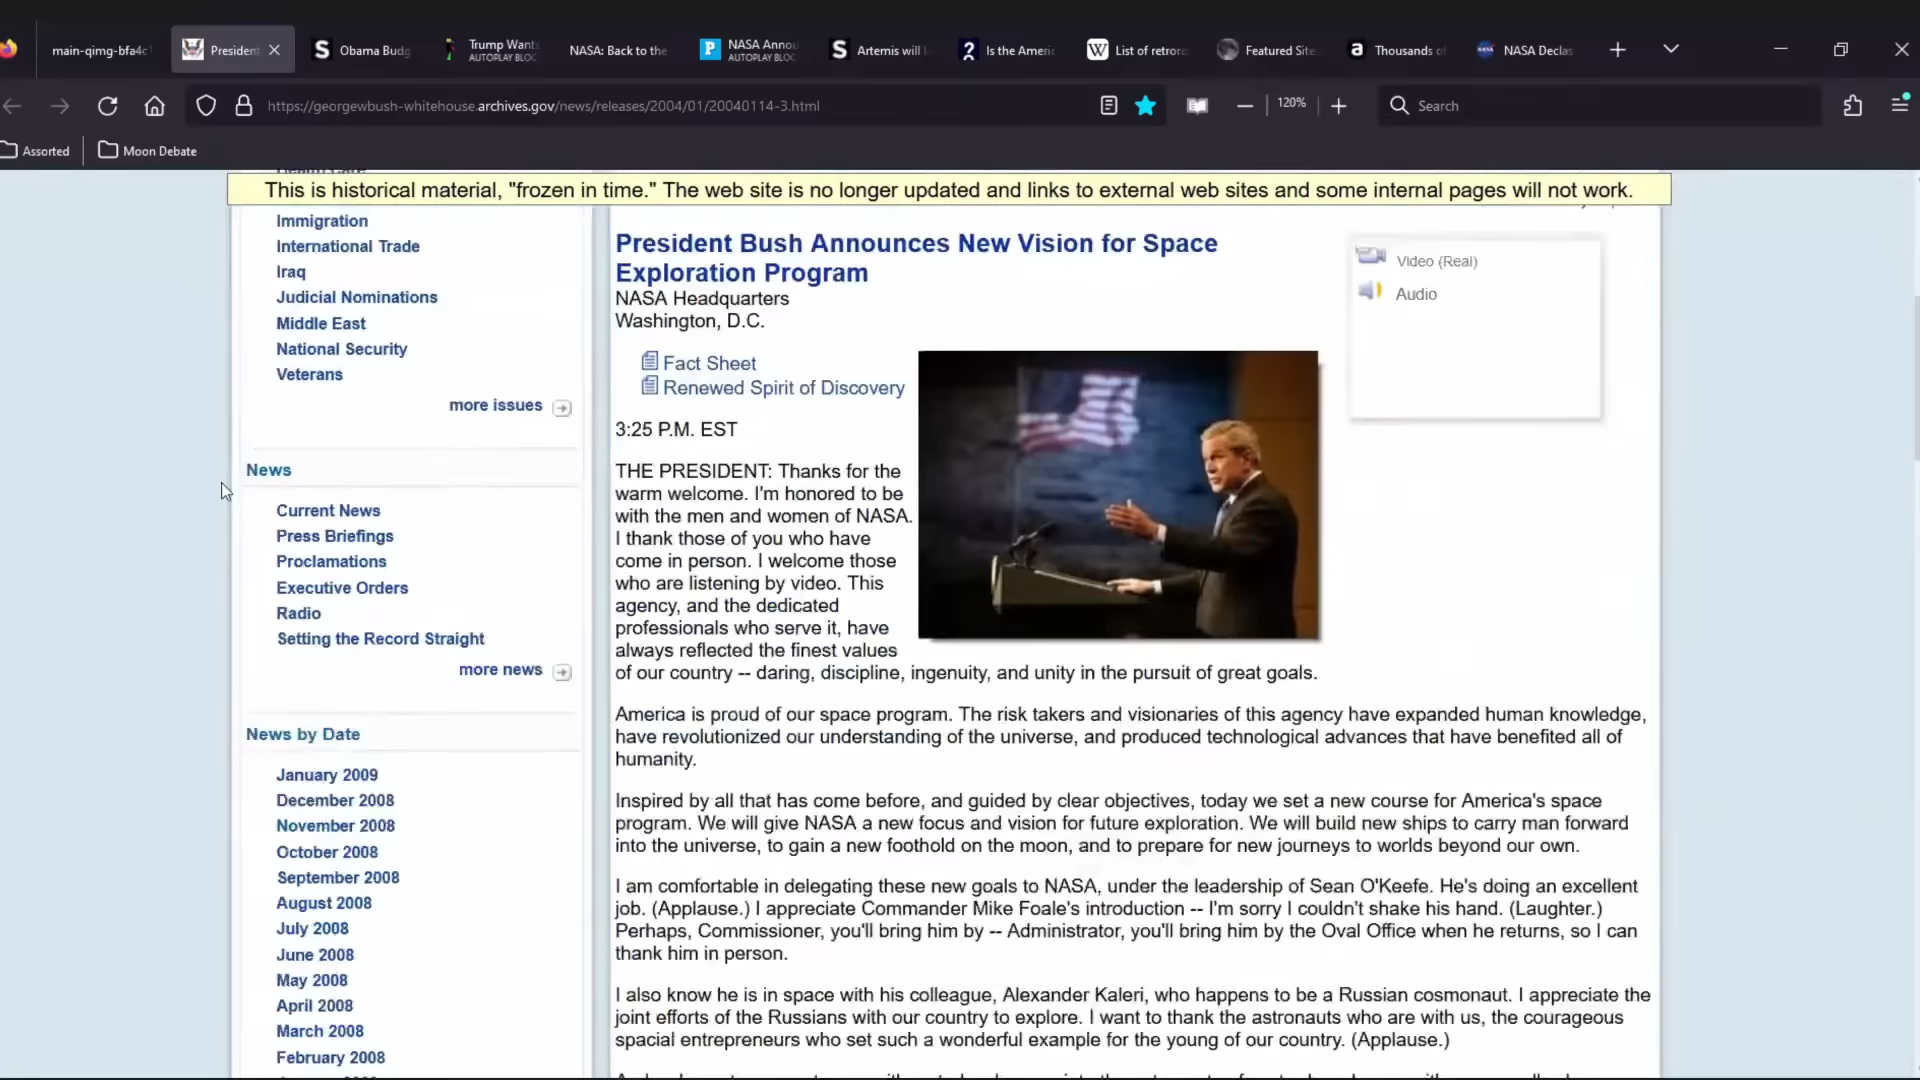 main-qimg-bfa4c
President
Obama Budg
Trump Want
AUTOPLAY BLOC
NASA: Back to the
NASA Annou
AUTOPLAY BLOC
Artemis will
Is the Ameri
List of retrore
Featured Site
Thousands of
NASA Declas
https://georgewbush-whitehouse.archives.gov/news/releases/2004/01/20040114-3.html
120%
Search
Assorted
Moon Debate
This is historical material, "frozen in time." The web site is no longer updated and links to external web sites and some internal pages will not work.
Health Care
Immigration
International Trade
Iraq
Judicial Nominations
Middle East
National Security
Veterans
more issues
News
Current News
Press Briefings
Proclamations
Executive Orders
Radio
Setting the Record Straight
more news
News by Date
January 2009
December 2008
November 2008
October 2008
September 2008
August 2008
July 2008
June 2008
May 2008
April 2008
March 2008
February 2008
President Bush Announces New Vision for Space
Exploration Program
NASA Headquarters
Washington, D.C.
Fact Sheet
Renewed Spirit of Discovery
Video (Real)
Audio
3:25 P.M. EST
THE PRESIDENT: Thanks for the
warm welcome. I'm honored to be
with the men and women of NASA.
I thank those of you who have
come in person. I welcome those
who are listening by video. This
agency, and the dedicated
professionals who serve it, have
always reflected the finest values
of our country -- daring, discipline, ingenuity, and unity in the pursuit of great goals.
America is proud of our space program. The risk takers and visionaries of this agency have expanded human knowledge,
have revolutionized our understanding of the universe, and produced technological advances that have benefited all of
humanity.
Inspired by all that has come before, and guided by clear objectives, today we set a new course for America's space
program. We will give NASA a new focus and vision for future exploration. We will build new ships to carry man forward
into the universe, to gain a new foothold on the moon, and to prepare for new journeys to worlds beyond our own.
I am comfortable in delegating these new goals to NASA, under the leadership of Sean O'Keefe. He's doing an excellent
job. (Applause.) I appreciate Commander Mike Foale's introduction -- I'm sorry I couldn't shake his hand. (Laughter.)
Perhaps, Commissioner, you'll bring him by -- Administrator, you'll bring him by the Oval Office when he returns, so I can
thank him in person.
I also know he is in space with his colleague, Alexander Kaleri, who happens to be a Russian cosmonaut. I appreciate the
joint efforts of the Russians with our country to explore. I want to thank the astronauts who are with us, the courageous
spacial entrepreneurs who set such a wonderful example for the young of our country. (Applause.)